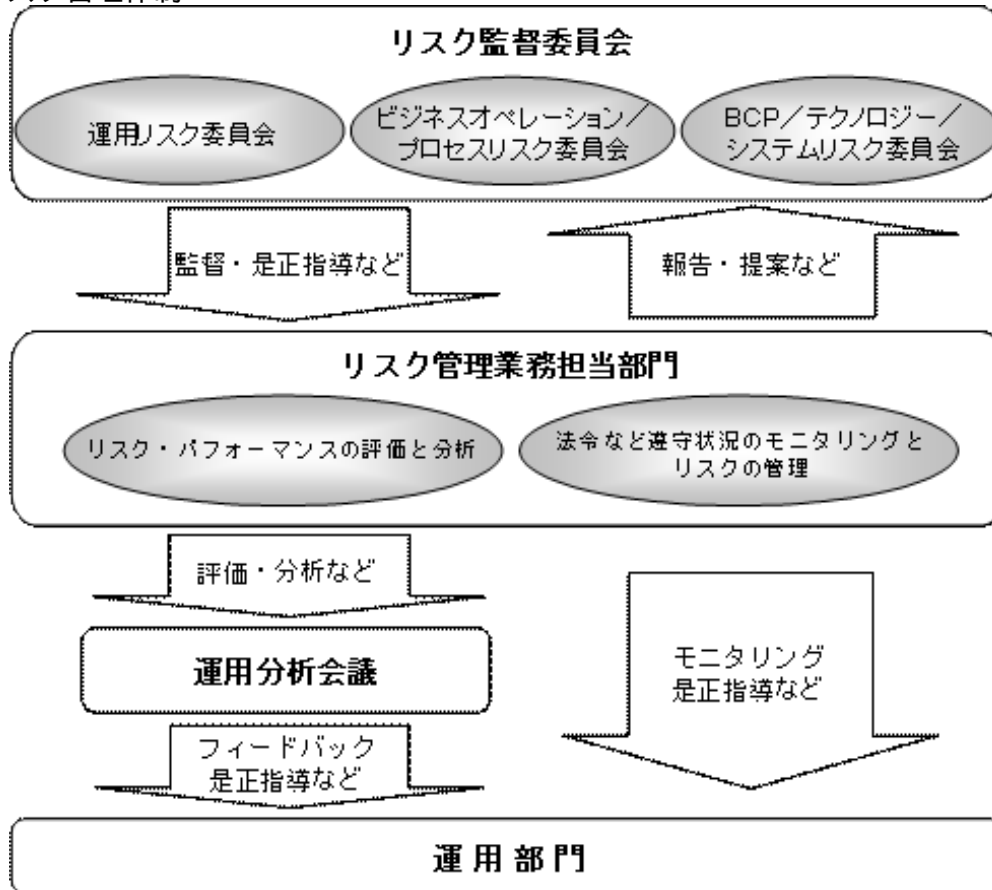 リスク監督委員会
運用リスク委員会
ビジネスオペレーション／
プロセスリスク委員会
BCP／テクノロジー／
システムリスク委員会
監督・是正指導など
報告・提案など
リスク管理業務担当部門
リスク・パフォーマンスの評価と分析
法令など遵守状況のモニタリングと
リスクの管理
評価・分析など
運用分析会議
モニタリング
是正指導など
フィードバック
是正指導など
運用部門